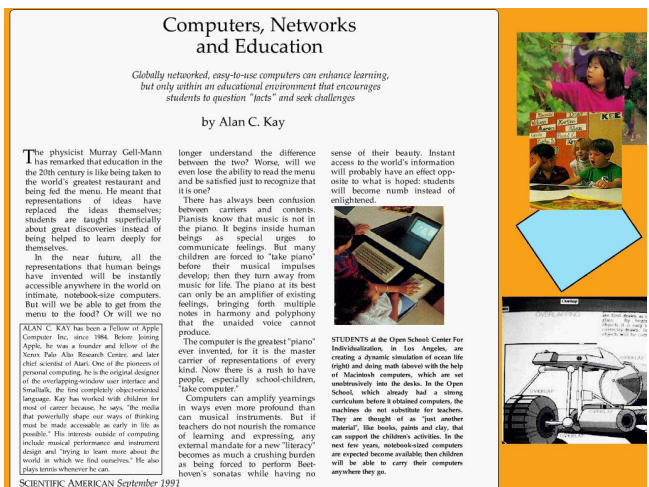 Computers, Networks
and Education
Globally networked, easy-to-use computers can enhance learning,
but only within an educational environment that encourages
students to question "facts" and seek challenges
by Alan C. Kay
The physicist Murray Gell-Mann
has remarked that education in the
the 20th century is like being taken to
the world's greatest restaurant and
being fed the menu. He meant that
representations of ideas have
replaced the ideas themselves;
students are taught superficially
about great discoveries instead of
being helped to learn deeply for
themselves.
In the near future, all the
representations that human beings
have invented will be instantly
accessible anywhere in the world on
intimate, notebook-size computers.
But will we be able to get from the
menu to the food? Or will we no
ALAN C. KAY has been a Fellow of Apple
Computer Inc, since 1984. Before Joining
Apple, he was a founder and fellow of the
Xerox Palo Alto Research Center, and later
chief scientist of Atari. One of the pioneers of
personal computing, he is the original designer
of the overlapping-window user interface and
Smalltalk, the first completely object-oriented
language. Kay has worked with children for
most of career because, he says, "the media
that powerfully shape our ways of thinking
must be made accessable as early in life as
possible." His interests outside of computing
include musical performance and instrument
design and "trying to learn more about the
world in which we find ourselves." He also
plays tennis whenever he can.
longer understand the difference
between the two? Worse, will we
even lose the ability to read the menu
and be satisfied just to recognize that
it is one?
There has always been confusion
between carriers and contents.
Pianists know that music is not in
the piano. It begins inside human
beings as special urges to
communicate feelings. But many
children are forced to "take piano"
before their musical impulses
develop; then they turn away from
music for life. The piano at its best
can only be an amplifier of existing
feelings, bringing forth multiple
notes in harmony and polyphony
that the unaided voice cannot
produce.
The computer is the greatest "piano"
ever invented, for it is the master
carrier of representations of every
kind. Now there is a rush to have
people, especially school-children,
"take computer."
Computers can amplify yearnings
in ways even more profound than
can musical instruments. But if
teachers do not nourish the romance
of learning and expressing, any
external mandate for a new "literacy"
becomes as much a crushing burden
as being forced to perform Beet-
hoven's sonatas while having no
sense of their beauty. Instant
access to the world's information
will probably have an effect opp-
osite to what is hoped: students
will become numb instead of
enlightened.
STUDENTS at the Open School: Center For
Individualization, in Los Angeles, are
creating a dynamic simulation of ocean life
(right) and doing math (above) with the help
of Macintosh computers, which are set
unobtrusively into the desks. In the Open
School, which already had a strong
curriculum before it obtained computers, the
machines do not substitute for teachers.
They are thought of as "just another
material", like books, paints and clay, that
can support the children's activities. In the
next few years, notebook-sized computers
are expected become available; then children
will be able to carry their computers
anywhere they go.
SCIENTIFIC AMERICAN September 1991
OVERLAPPING
OVERLAP